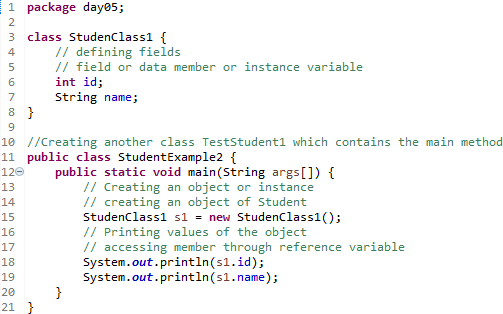 1 package day05;
2
3 class StudenClass1 {
4     // defining fields
5     // field or data member or instance variable
6     int id;
7     String name;
8 }
9
10 //Creating another class TestStudent1 which contains the main method
11 public class StudentExample2 {
12     public static void main(String args[]) {
13         // Creating an object or instance
14         // creating an object of Student
15         StudenClass1 s1 = new StudenClass1();
16         // Printing values of the object
17         // accessing member through reference variable
18         System.out.println(s1.id);
19         System.out.println(s1.name);
20     }
21 }